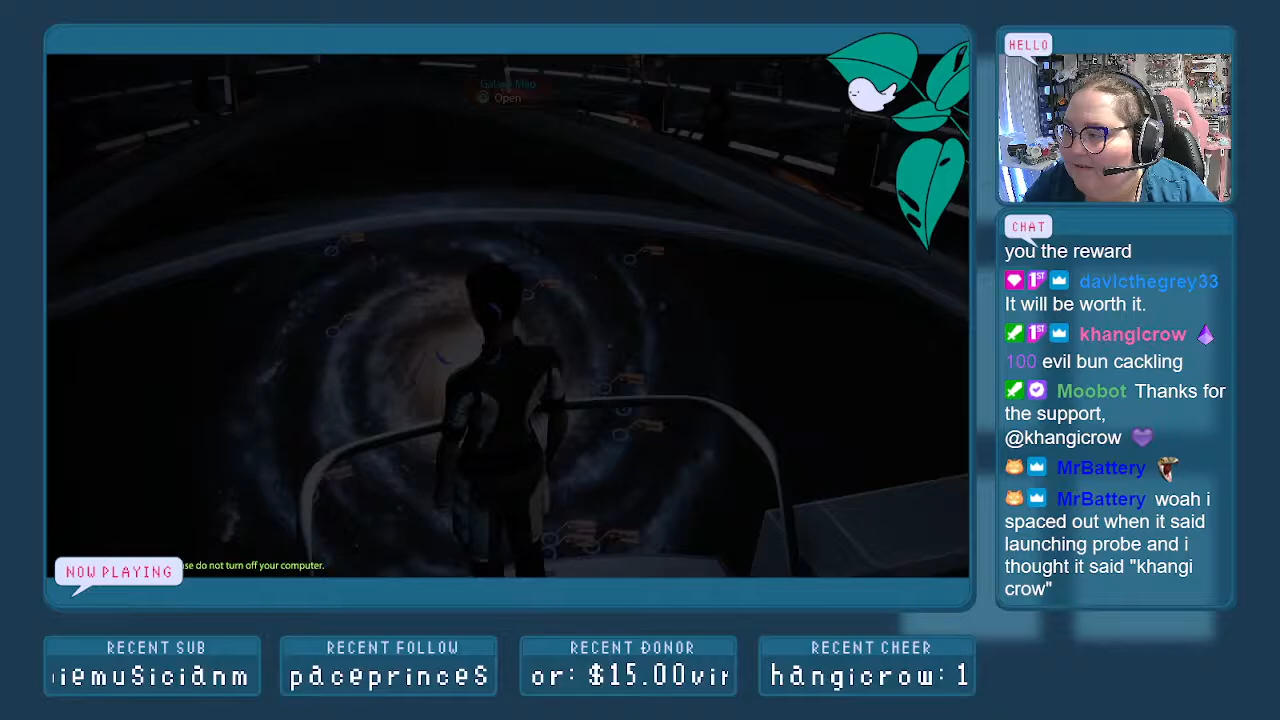 HELLO
Galaxy Map
Open
CHAT
you the reward
davicthegrey33
It will be worth it.
khangicrow
100 evil bun cackling
Moobot Thanks for
the support,
@khangicrow
MrBattery
MrBattery woah i
spaced out when it said
launching probe and i
thought it said "khangi
crow"
NOW PLAYING
se do not turn off your computer.
RECENT SUB
RECENT FOLLOW
RECENT DONOR
RECENT CHEER
iemuSicianm
paceprinceS
or: $15.00vir
hangicrow: 1